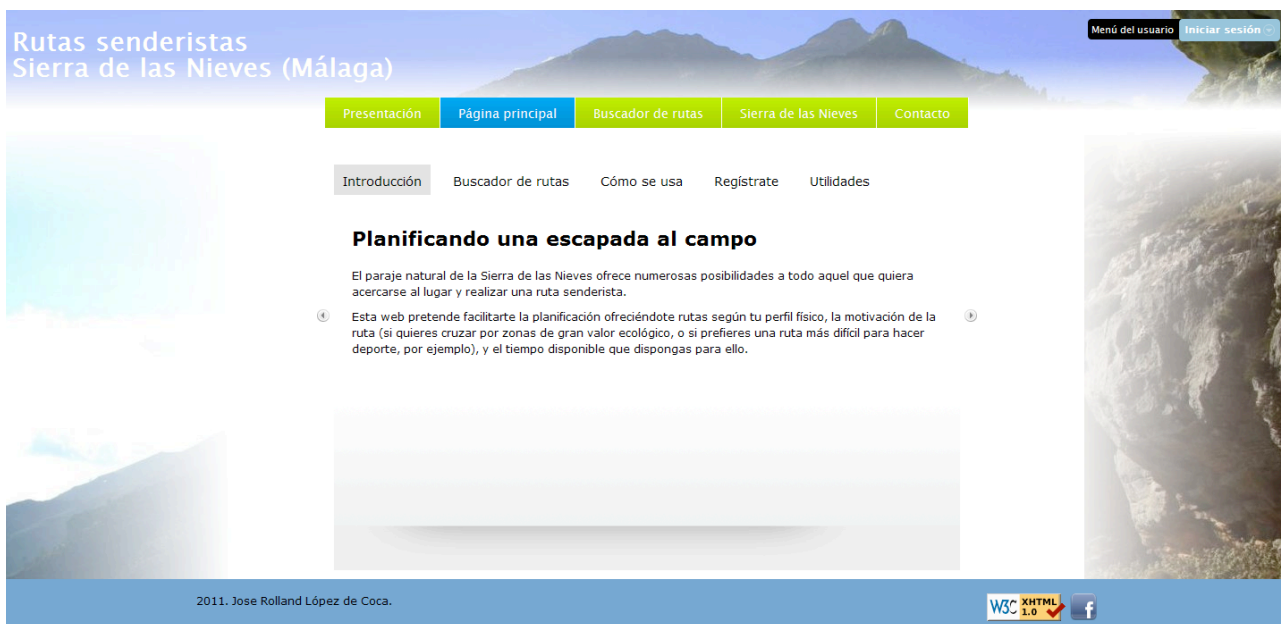 Rutas senderistas
Sierra de las Nieves (Málaga)
Menú del usuario Iniciar sesión
Presentación Página principal Buscador de rutas Sierra de las Nieves Contacto
Introducción Buscador de rutas Cómo se usa Regístrate Utilidades
Planificando una escapada al campo
El paraje natural de la Sierra de las Nieves ofrece numerosas posibilidades a todo aquel que quiera
acercarse al lugar y realizar una ruta senderista.
Esta web pretende facilitarte la planificación ofreciéndote rutas según tu perfil físico, la motivación de la
ruta (si quieres cruzar por zonas de gran valor ecológico, o si prefieres una ruta más difícil para hacer
deporte, por ejemplo), y el tiempo disponible que dispongas para ello.
2011. Jose Rolland López de Coca.
W3C XHTML
1.0
f